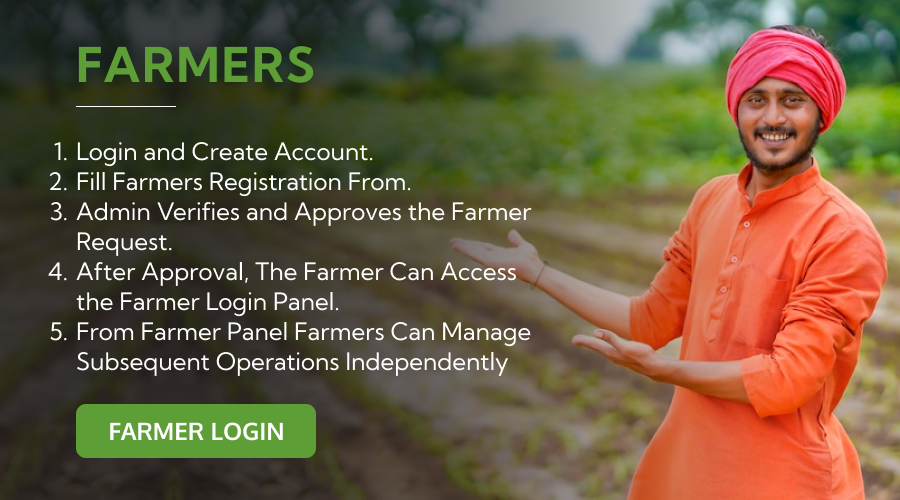 FARMERS
1. Login and Create Account.
2. Fill Farmers Registration From.
3. Admin Verifies and Approves the Farmer
Request.
4. After Approval, The Farmer Can Access
the Farmer Login Panel.
5. From Farmer Panel Farmers Can Manage
Subsequent Operations Independently
FARMER LOGIN